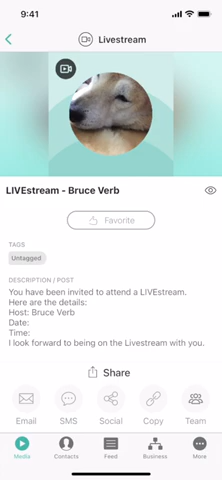 9:41
Livestream
LIVEstream - Bruce Verb
Favorite
TAGS
Untagged
DESCRIPTION / POST
You have been invited to attend a LIVEstream.
Here are the details:
Host: Bruce Verb
Date:
Time:
I look forward to being on the Livestream with you.
Share
Email SMS Social Copy Team
Media Contacts Feed Business More